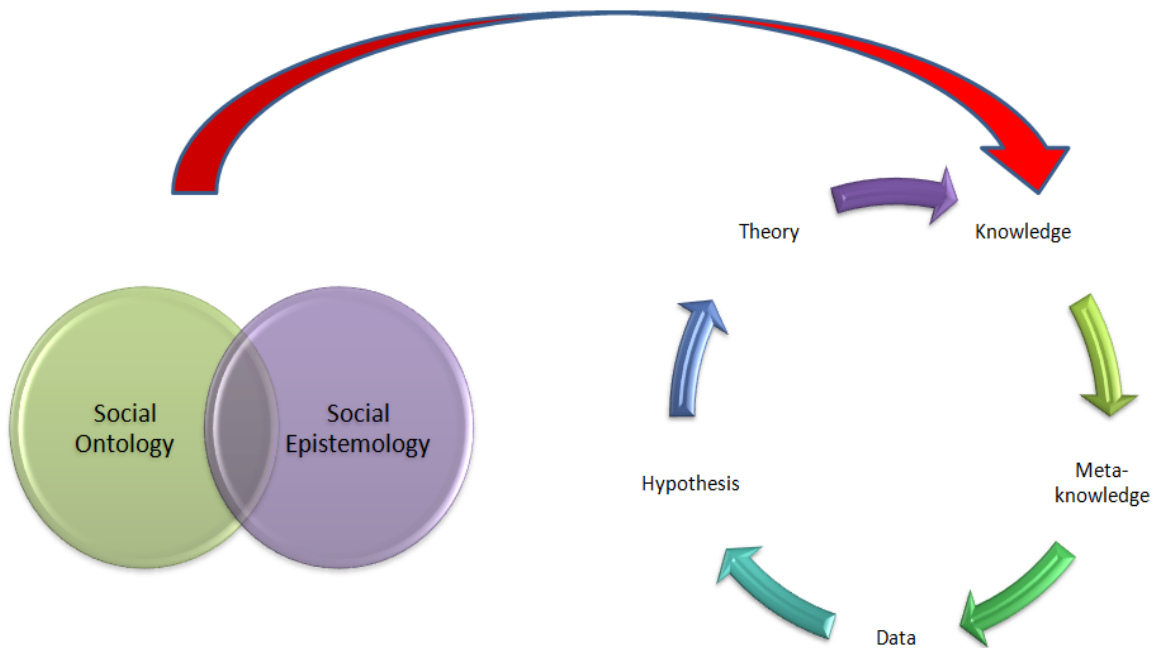 Theory
Knowledge
Social
Ontology
Social
Epistemology
Hypothesis
Meta-
knowledge
Data